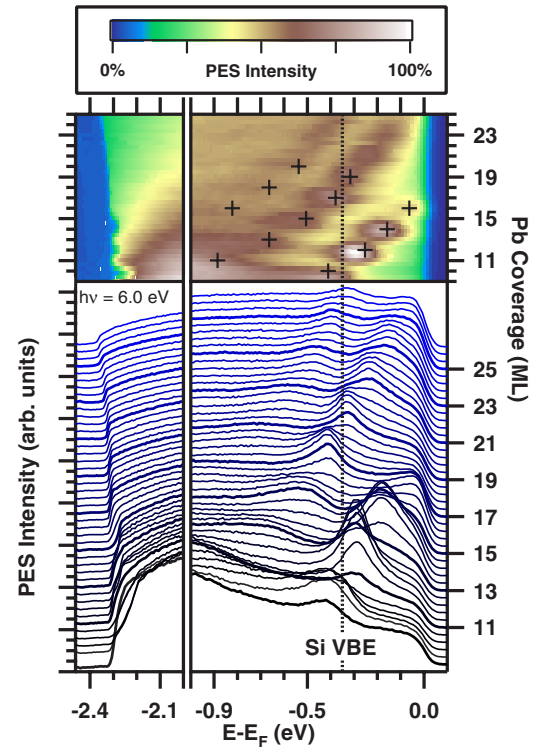 0% PES Intensity 100%
23
19
15
11
Pb Coverage (ML)
hν = 6.0 eV
PES Intensity (arb. units)
25
23
21
19
17
15
13
11
Si VBE
-2.4 -2.1 -0.9 -0.5 0.0
E-E_F (eV)